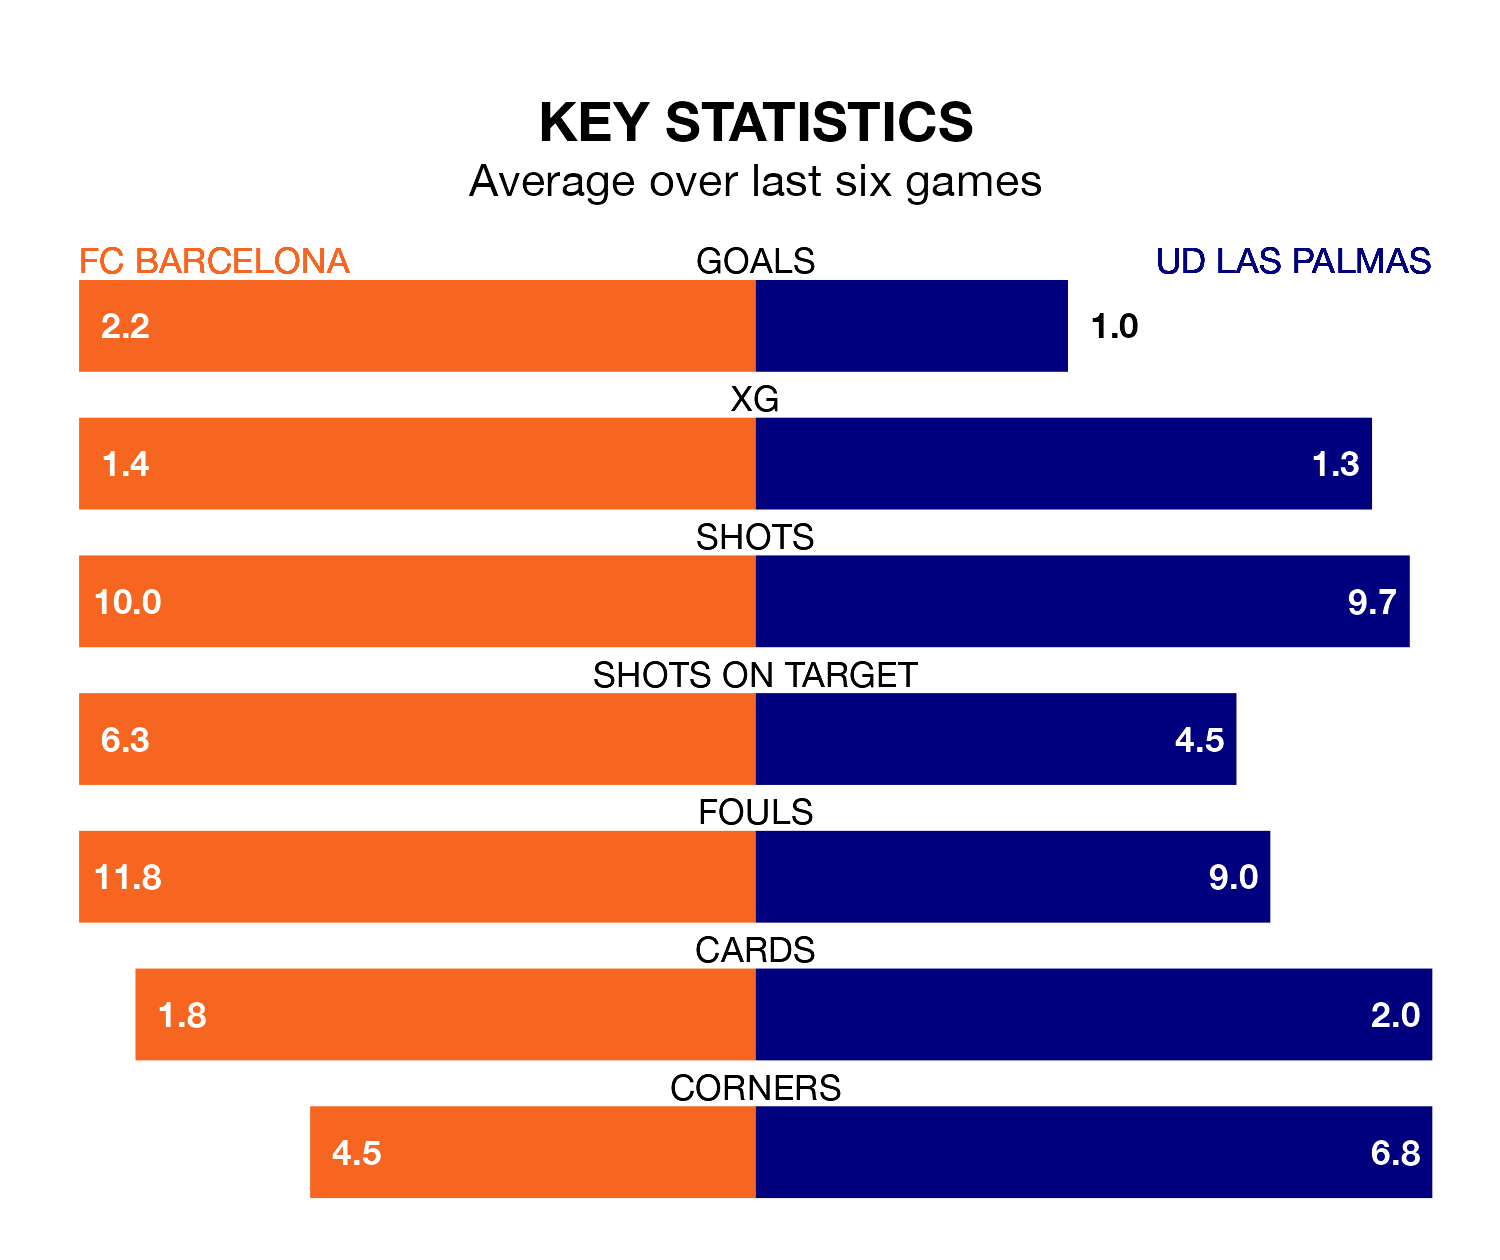 KEY STATISTICS
Average over last six games
FC BARCELONA GOALS UD LAS PALMAS
2.2 1.0
XG
1.4 1.3
SHOTS
10.0 9.7
SHOTS ON TARGET
6.3 4.5
FOULS
11.8 9.0
CARDS
1.8 2.0
CORNERS
4.5 6.8